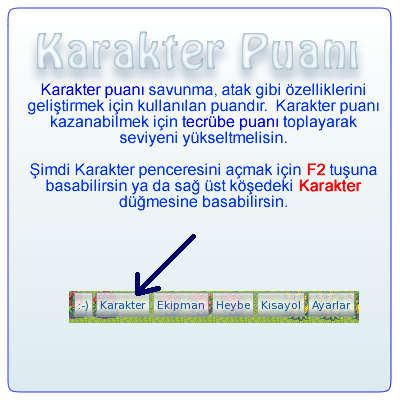 Karakter Puanı
Karakter puanı savunma, atak gibi özelliklerini
geliştirmek için kullanılan puandır. Karakter puanı
kazanabilmek için tecrübe puanı toplayarak
seviyeni yükseltmelisin.
Şimdi Karakter penceresini açmak için F2 tuşuna
basabilirsin ya da sağ üst köşedeki Karakter
düğmesine basabilirsin.
:-) Karakter Ekipman Heybe Kısayol Ayarlar